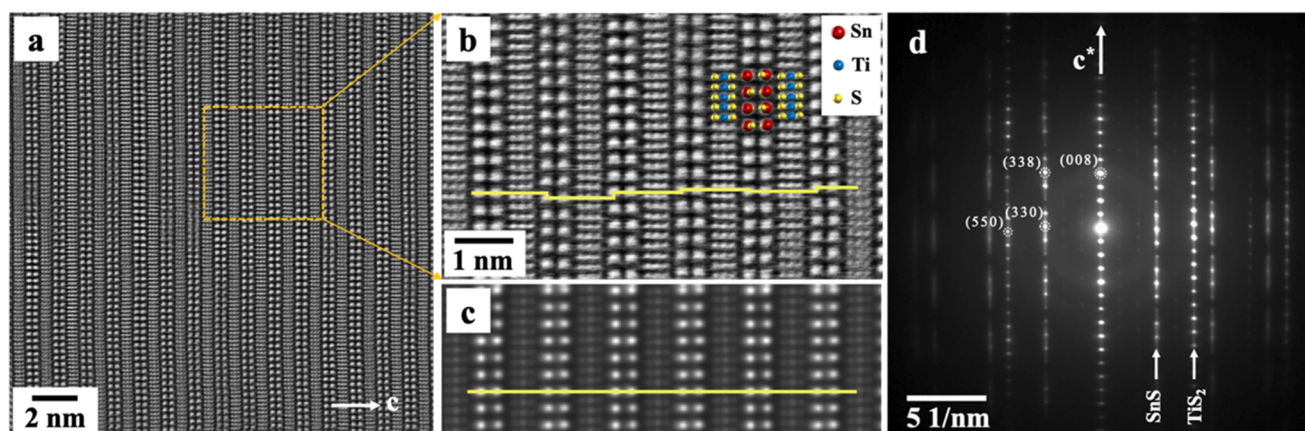 a
2 nm
c
b
Sn
Ti
S
1 nm
c
d
c*
(338)
(008)
(550)
(330)
5 1/nm
SnS
TiS₂